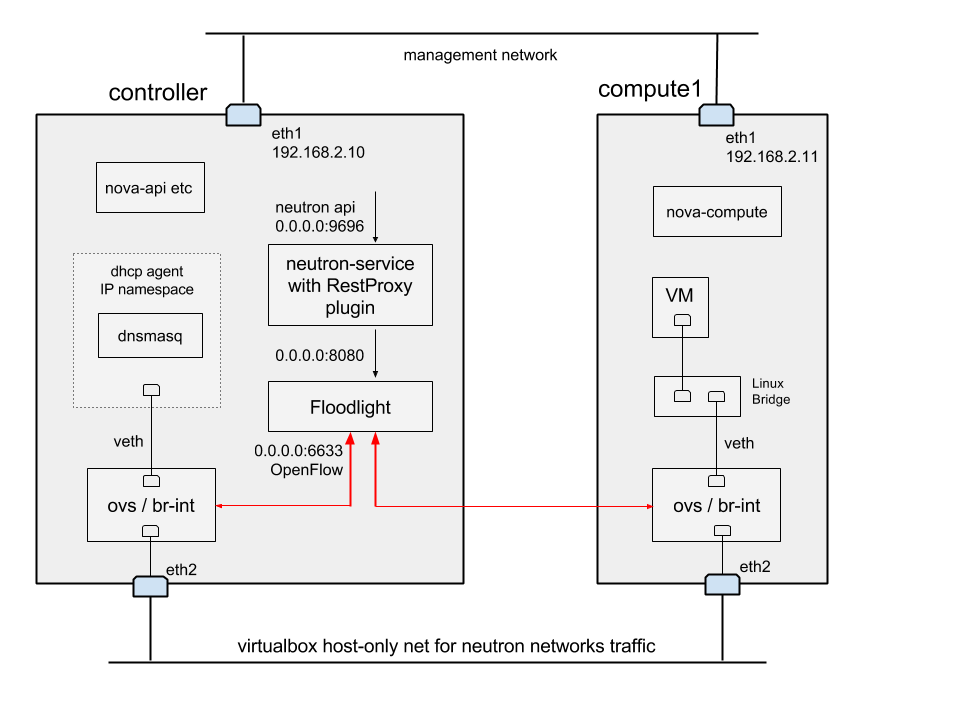 management network
controller
compute1
eth1
192.168.2.10
eth1
192.168.2.11
nova-api etc
neutron api
0.0.0.0:9696
nova-compute
dhcp agent
IP namespace
neutron-service
with RestProxy
plugin
dnsmasq
VM
0.0.0.0:8080
Linux
Bridge
Floodlight
veth
0.0.0.0:6633
OpenFlow
veth
ovs / br-int
ovs / br-int
eth2
eth2
virtualbox host-only net for neutron networks traffic